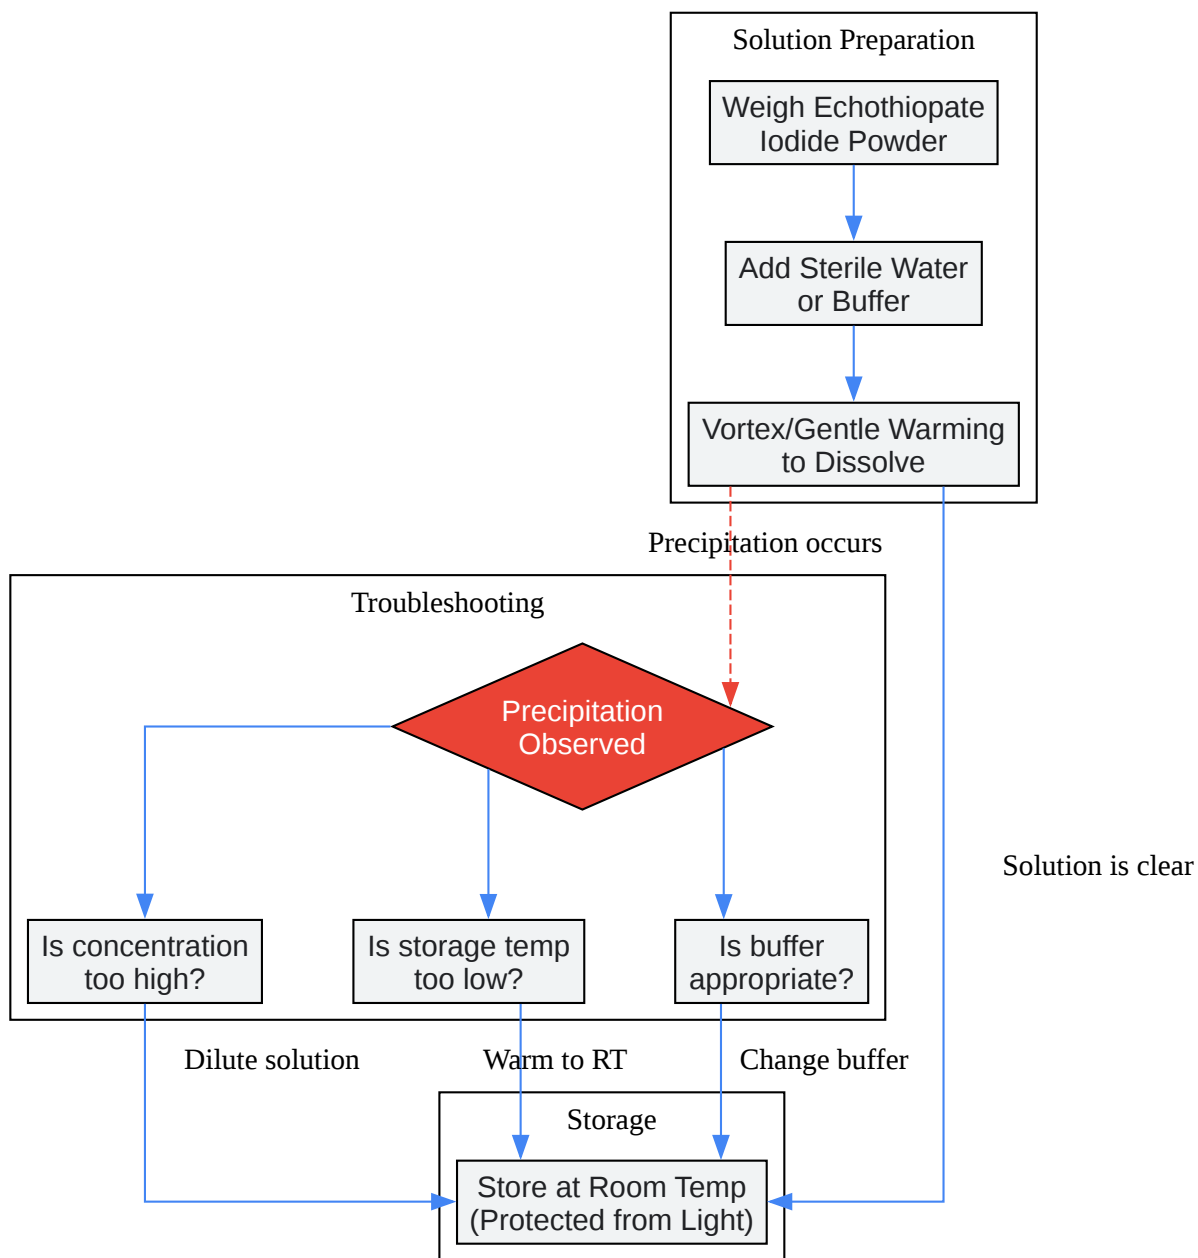 Solution Preparation
Weigh Echothiopate
Iodide Powder
Add Sterile Water
or Buffer
Vortex/Gentle Warming
to Dissolve
Precipitation occurs
Troubleshooting
Precipitation
Observed
Solution is clear
Is concentration
too high?
Is storage temp
too low?
Is buffer
appropriate?
Dilute solution
Warm to RT
Change buffer
Storage
Store at Room Temp
(Protected from Light)